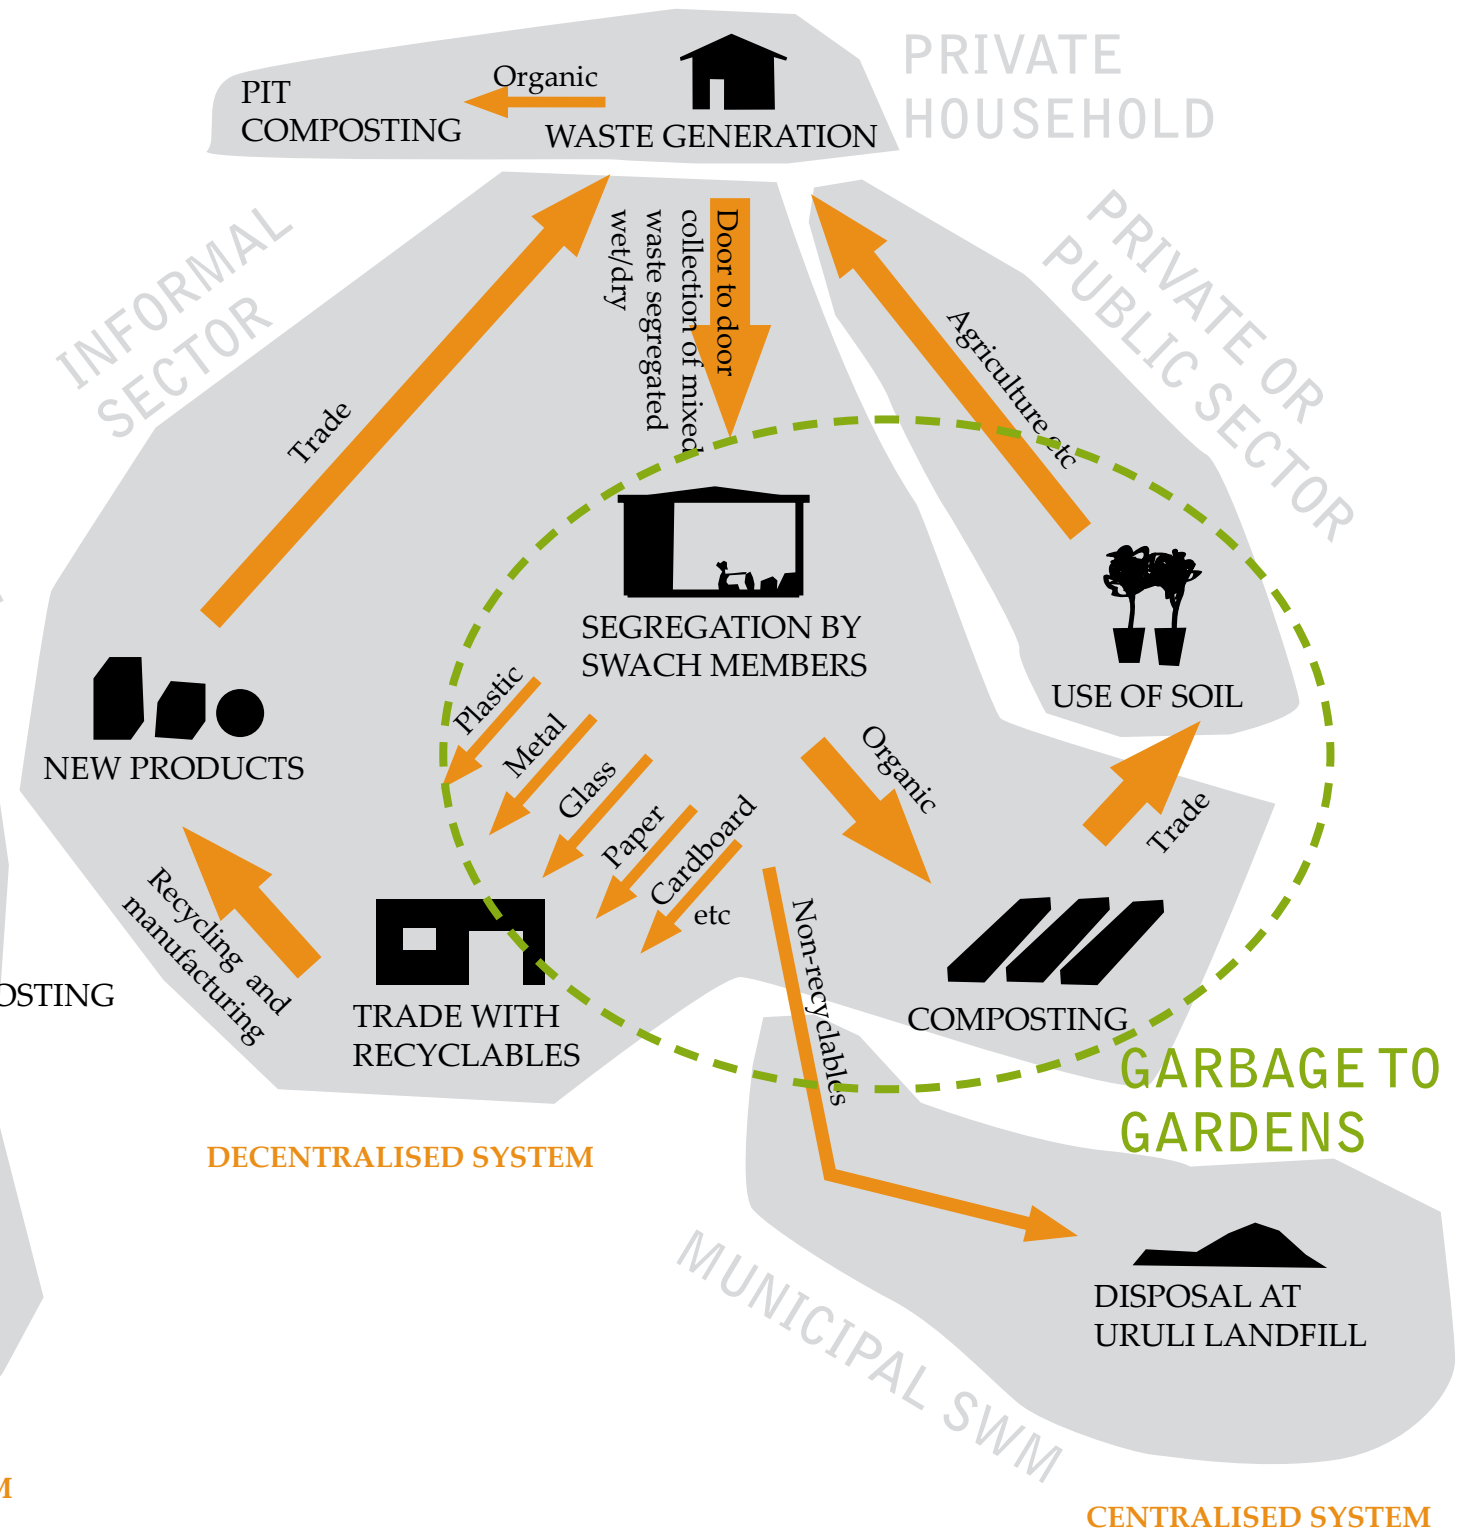 PRIVATE
HOUSEHOLD
Organic
PIT
COMPOSTING
WASTE GENERATION
INFORMAL
SECTOR
PRIVATE OR
PUBLIC SECTOR
Door to door
collection of mixed
waste segregated
wet/dry
Trade
Agriculture etc
SEGREGATION BY
SWACH MEMBERS
USE OF SOIL
NEW PRODUCTS
Plastic
Metal
Glass
Paper
Cardboard
etc
Organic
Trade
Recycling and
manufacturing
Non-recyclables
OSTING
TRADE WITH
RECYCLABLES
COMPOSTING
GARBAGE TO
GARDENS
DECENTRALISED SYSTEM
MUNICIPAL SWM
DISPOSAL AT
URULI LANDFILL
M
CENTRALISED SYSTEM